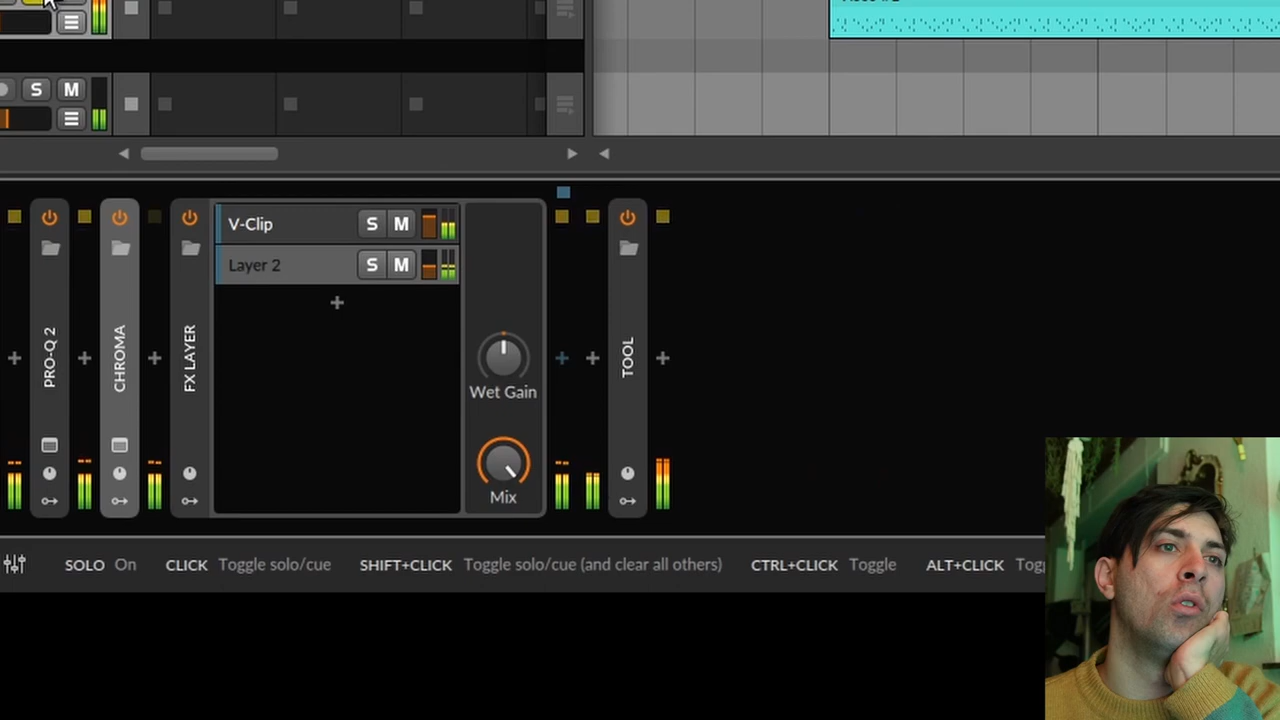 S M
V-Clip S M
Layer 2 S M
PRO-Q 2
CHROMA
FX LAYER
TOOL
Wet Gain
Mix
SOLO On CLICK Toggle solo/cue SHIFT+CLICK Toggle solo/cue (and clear all others) CTRL+CLICK Toggle ALT+CLICK